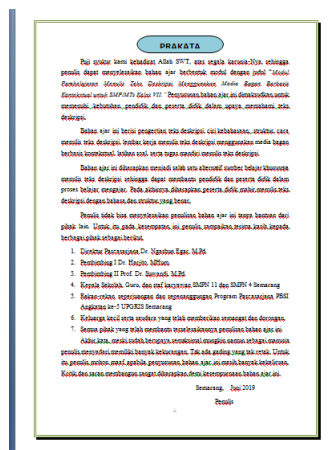 PRAKATA
Puji syukur kami kehadirat Allah SWT, atas segala karunia-Nya, sehingga
penulis dapat menyelesaikan bahan ajar berbentuk modul dengan judul "Modul
Pembelajaran Menulis Teks Deskripsi Menggunakan Media Bagan Berbasis
Kontekstual untuk SMP/MTs Kelas VII." Penyusunan bahan ajar ini dimaksudkan untuk
memenuhi kebutuhan pendidik dan peserta didik dalam upaya memahami teks
deskripsi.
Bahan ajar ini berisi pengertian teks deskripsi, ciri kebahasaan, struktur, cara
menulis teks deskripsi, lembar kerja menulis teks deskripsi menggunakan media bagan
berbasis kontekstual, latihan soal, serta tugas mandiri menulis teks deskripsi.
Bahan ajar ini diharapkan menjadi salah satu alternatif sumber belajar khususnya
menulis teks deskripsi sehingga dapat membantu pendidik dan peserta didik dalam
proses belajar mengajar. Pada akhirnya diharapkan peserta didik mahir menulis teks
deskripsi dengan bahasa dan struktur yang benar.
Penulis tidak bisa menyelesaikan penulisan bahan ajar ini tanpa bantuan dari
pihak lain. Untuk itu pada kesempatan ini penulis sampaikan terima kasih kepada
berbagai pihak sebagai berikut.
1. Direktur Pascasarjana Dr. Ngasbun Egar, M.Pd.
2. Pembimbing I Dr. Harjito, MHum.
3. Pembimbing II Prof. Dr. Suyandi, M.Pd.
4. Kepala Sekolah, Guru, dan staf karyawan SMPN 11 dan SMPN 4 Semarang
5. Rekan-rekan seperjuangan dan sepenanggungan Program Pascasarjana PBSI
Angkatan ke-5 UPGRIS Semarang
6. Keluarga kecil serta saudara yang telah memberikan semangat dan dorongan.
7. Semua pihak yang telah membantu terselesaikannya penulisan bahan ajar ini.
Akhir kata, meski sudah berupaya semaksimal mungkin namun sebagai manusia
penulis menyadari memiliki banyak kekurangan. Tak ada gading yang tak retak. Untuk
itu penulis mohon maaf apabila penyusunan bahan ajar ini masih banyak kekeliruan.
Kritik dan saran membangun sangat diharapkan demi kesempurnaan bahan ajar ini.
Semarang, Juni 2019
Penulis